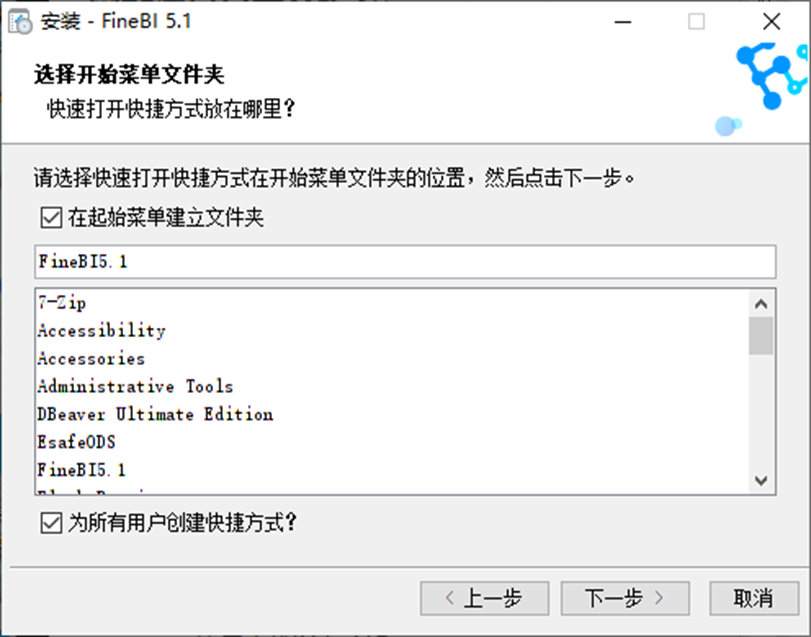 安装 - FineBI 5.1
选择开始菜单文件夹
快速打开快捷方式放在哪里?
请选择快速打开快捷方式在开始菜单文件夹的位置，然后点击下一步。
在起始菜单建立文件夹
FineBI5.1
7-Zip
Accessibility
Accessories
Administrative Tools
DBeaver Ultimate Edition
EsafeODS
FineBI5.1
为所有用户创建快捷方式?
< 上一步 下一步 > 取消